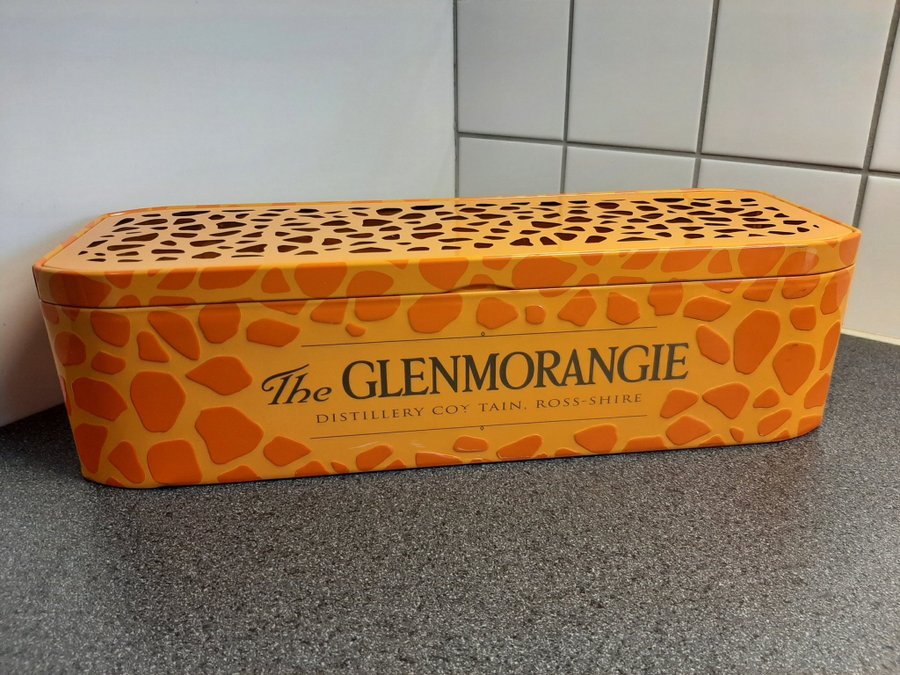 The GLENMORANGIE
DISTILLERY COY TAIN, ROSS-SHIRE